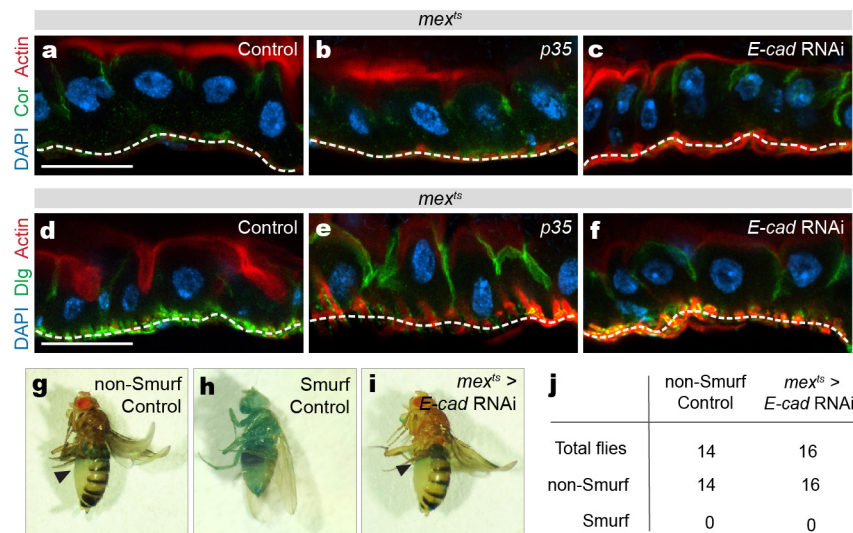 mexts
a Control
b p35
c E-cad RNAi
DAPI Cor Actin
mexts
d Control
e p35
f E-cad RNAi
DAPI Dlg Actin
g non-Smurf
Control
h Smurf
Control
i mexts >
E-cad RNAi
j non-Smurf mexts >
Control E-cad RNAi
Total flies 14 16
non-Smurf 14 16
Smurf 0 0